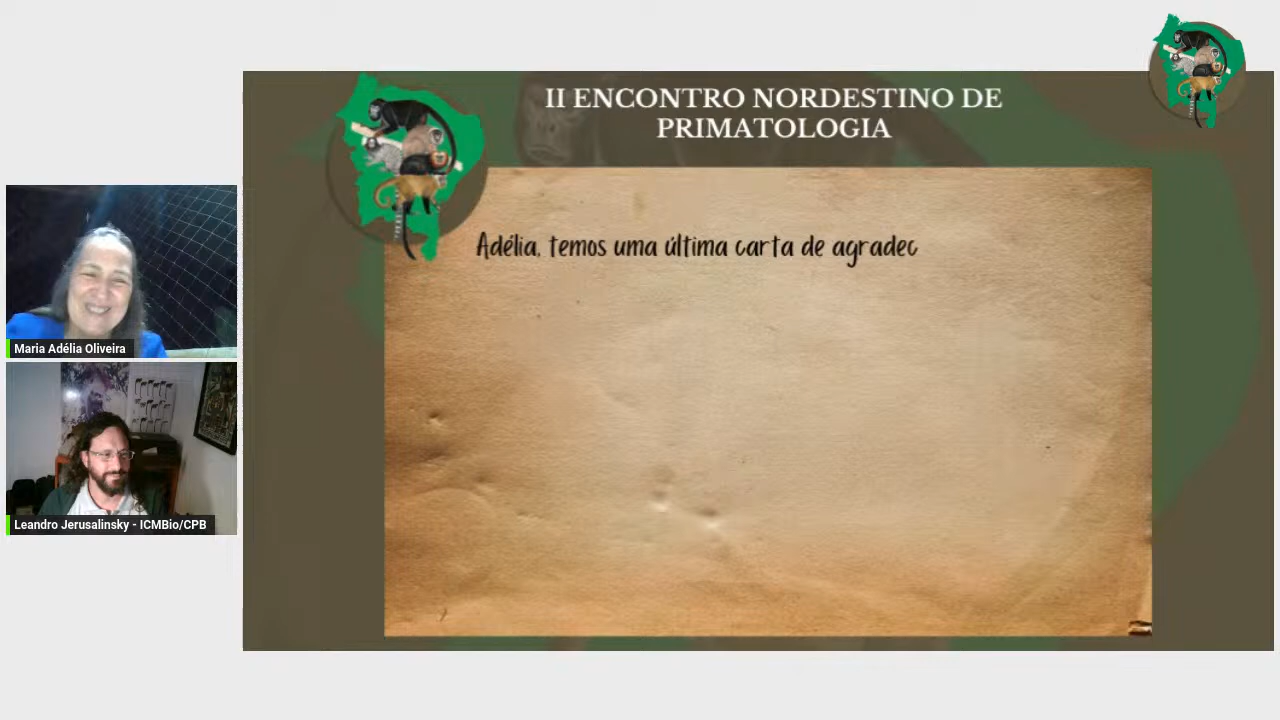 II ENCONTRO NORDESTINO DE
PRIMATOLOGIA
Adélia, temos uma última carta de agradec
Maria Adélia Oliveira
Leandro Jerusalinsky - ICMBio/CPB